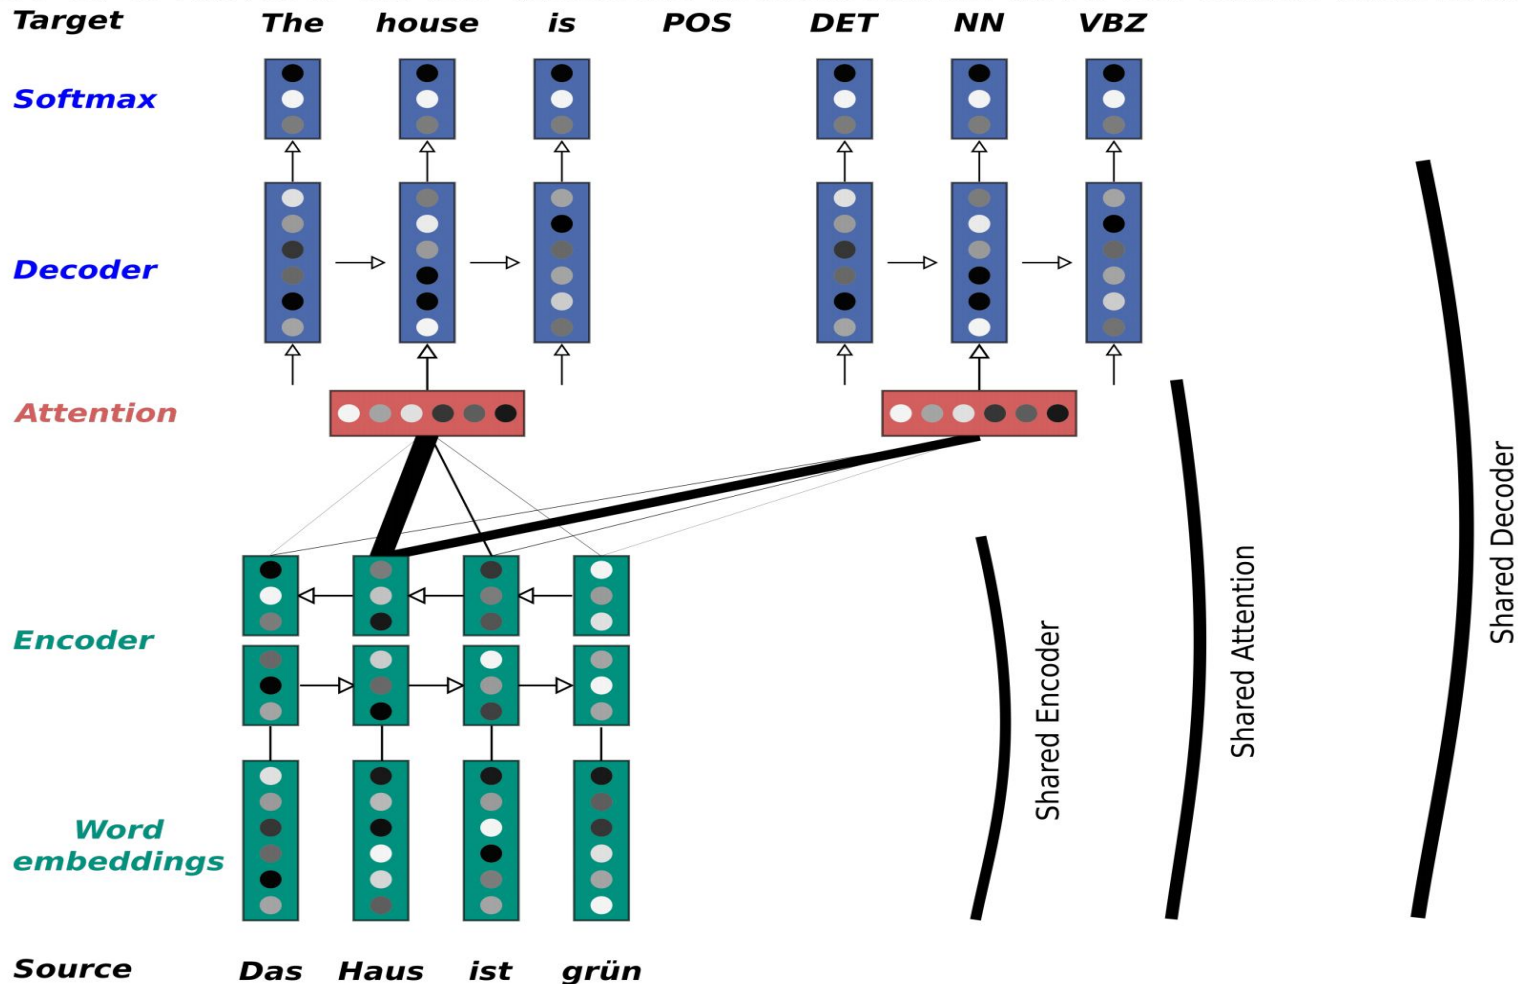 Target The house is POS DET NN VBZ
Softmax
Decoder
Attention
Encoder
Word
embeddings
Source Das Haus ist grün
Shared Encoder
Shared Attention
Shared Decoder